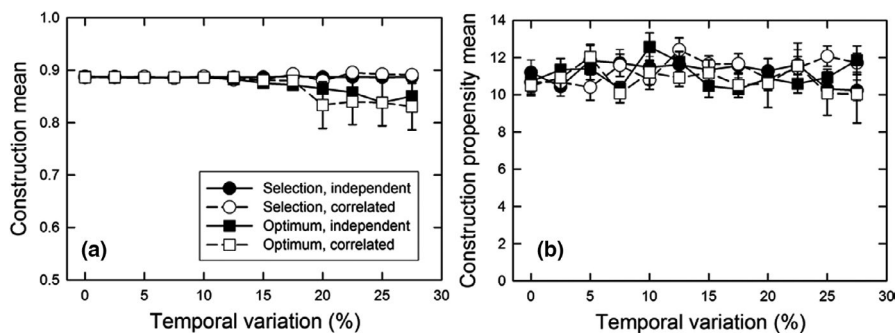 Construction mean
1.0
0.9
0.8
0.7
0.6
0.5
Selection, independent
Selection, correlated
Optimum, independent
Optimum, correlated
(a)
0 5 10 15 20 25 30
Temporal variation (%)
Construction propensity mean
14
12
10
8
6
4
2
0
(b)
0 5 10 15 20 25 30
Temporal variation (%)